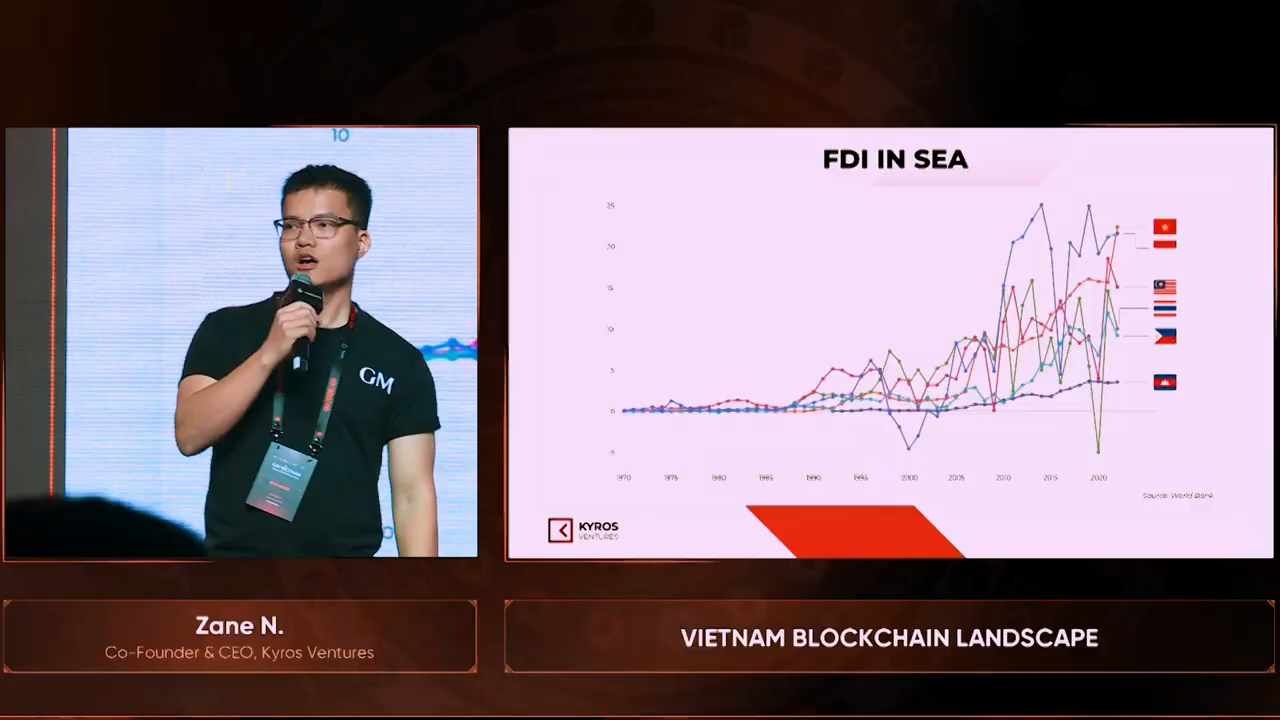 10
GM
FDI IN SEA
25
20
15
10
5
0
-5
1970 1975 1980 1985 1990 1995 2000 2005 2010 2015 2020
Source: World Bank
KYROS
VENTURES
Zane N.
Co-Founder & CEO, Kyros Ventures
VIETNAM BLOCKCHAIN LANDSCAPE